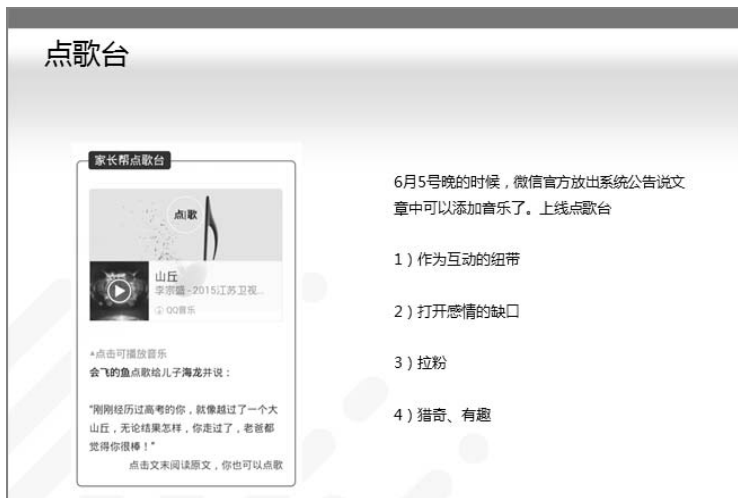 点歌台
家长帮点歌台
点歌
山丘
李宗盛-2015江苏卫视...
QQ音乐
点击可播放音乐
会飞的鱼点歌给儿子海龙并说：
“刚刚经历过高考的你，就像越过了一个大
山丘，无论结果怎样，你走过了，老爸都
觉得你很棒！”
点击文末阅读原文，你也可以点歌
6月5号晚的时候，微信官方放出系统公告说文
章中可以添加音乐了。上线点歌台
1）作为互动的纽带
2）打开感情的缺口
3）拉粉
4）猎奇、有趣